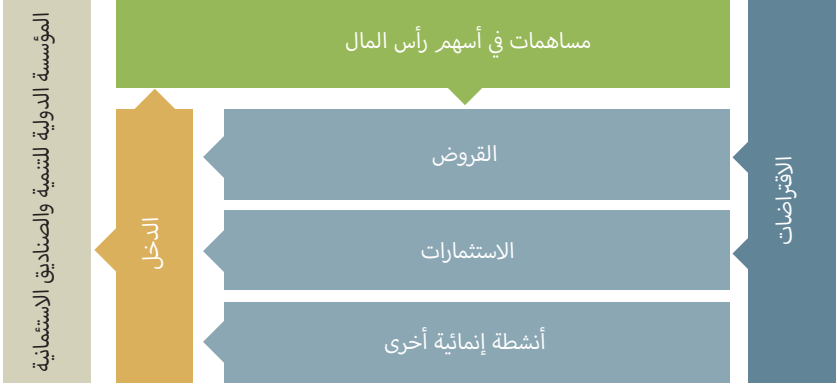 مساهمات في أسهم رأس المال
الاقتراضات
القروض
الاستثمارات
أنشطة إنمائية أخرى
الدخل
المؤسسة الدولية للتنمية والصناديق الاستئمانية